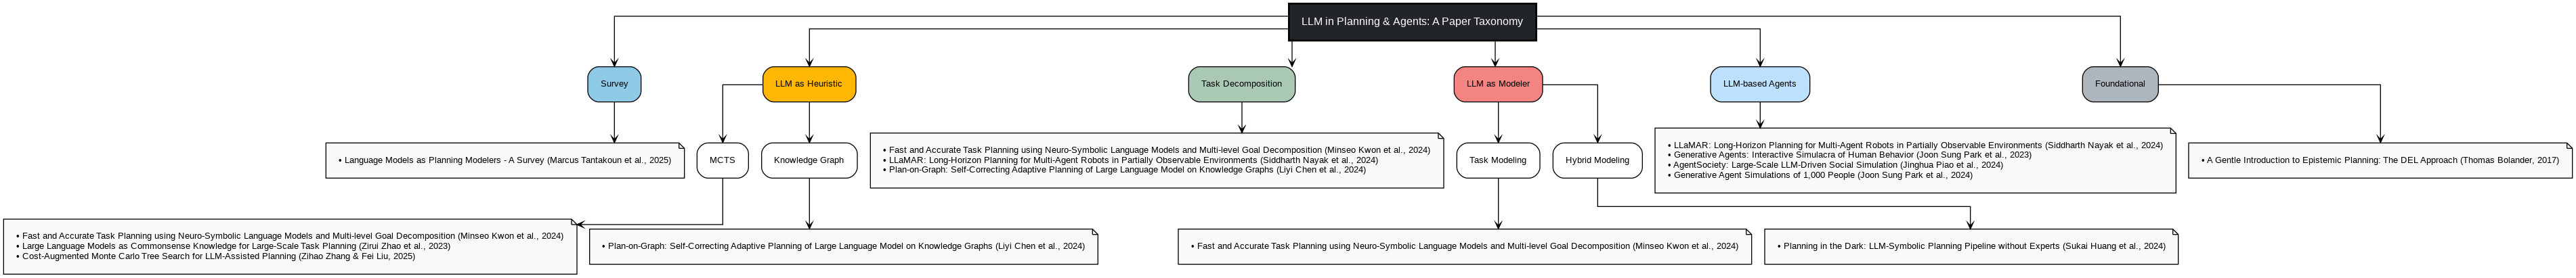 LLM in Planning & Agents: A Paper Taxonomy
Survey
LLM as Heuristic
Task Decomposition
LLM as Modeler
LLM-based Agents
Foundational
• Language Models as Planning Modelers - A Survey (Marcus Tantakoun et al., 2025)
MCTS
Knowledge Graph
• Fast and Accurate Task Planning using Neuro-Symbolic Language Models and Multi-level Goal Decomposition (Minseo Kwon et al., 2024)
• LLaMAR: Long-Horizon Planning for Multi-Agent Robots in Partially Observable Environments (Siddharth Nayak et al., 2024)
• Plan-on-Graph: Self-Correcting Adaptive Planning of Large Language Model on Knowledge Graphs (Liyi Chen et al., 2024)
Task Modeling
Hybrid Modeling
• LLaMAR: Long-Horizon Planning for Multi-Agent Robots in Partially Observable Environments (Siddharth Nayak et al., 2024)
• Generative Agents: Interactive Simulacra of Human Behavior (Joon Sung Park et al., 2023)
• AgentSociety: Large-Scale LLM-Driven Social Simulation (Jinghua Piao et al., 2024)
• Generative Agent Simulations of 1,000 People (Joon Sung Park et al., 2024)
• A Gentle Introduction to Epistemic Planning: The DEL Approach (Thomas Bolander, 2017)
• Fast and Accurate Task Planning using Neuro-Symbolic Language Models and Multi-level Goal Decomposition (Minseo Kwon et al., 2024)
• Large Language Models as Commonsense Knowledge for Large-Scale Task Planning (Zirui Zhao et al., 2023)
• Cost-Augmented Monte Carlo Tree Search for LLM-Assisted Planning (Zihao Zhang & Fei Liu, 2025)
• Plan-on-Graph: Self-Correcting Adaptive Planning of Large Language Model on Knowledge Graphs (Liyi Chen et al., 2024)
• Fast and Accurate Task Planning using Neuro-Symbolic Language Models and Multi-level Goal Decomposition (Minseo Kwon et al., 2024)
• Planning in the Dark: LLM-Symbolic Planning Pipeline without Experts (Sukai Huang et al., 2024)